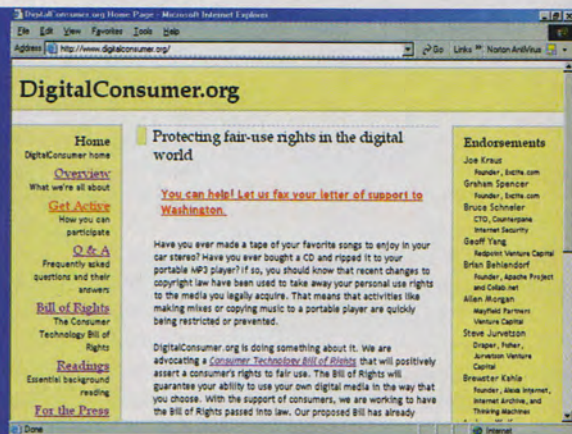 DigitalConsumer.org Home Page - Microsoft Internet Explorer
File Edit View Favorites Tools Help
Address http://www.digitalconsumer.org/ Go Links Norton AntiVirus
DigitalConsumer.org
Home
DigitalConsumer home
Overview
What we're all about
Get Active
How you can
participate
Q & A
Frequently asked
questions and their
answers
Bill of Rights
The Consumer
Technology Bill of
Rights
Readings
Essential background
reading
For the Press
Protecting fair-use rights in the digital
world
You can help! Let us fax your letter of support to
Washington.
Have you ever made a tape of your favorite songs to enjoy in your
car stereo? Have you ever bought a CD and ripped it to your
portable MP3 player? If so, you should know that recent changes to
copyright law have been used to take away your personal use rights
to the media you legally acquire. That means that activities like
making mixes or copying music to a portable player are quickly
being restricted or prevented.
DigitalConsumer.org is doing something about it. We are
advocating a Consumer Technology Bill of Rights that will positively
assert a consumer's rights to fair use. The Bill of Rights will
guarantee your ability to use your own digital media in the way that
you choose. With the support of consumers, we are working to have
the Bill of Rights passed into law. Our proposed Bill has already
Endorsements
Joe Kraus
Founder, Excite.com
Graham Spencer
Founder, Excite.com
Bruce Schneier
CTO, Counterpane
Internet Security
Geoff Yang
Redpoint Venture Capital
Brian Behlendorf
Founder, Apache Project
and Collab.net
Allen Morgan
Mayfield Partners
Venture Capital
Steve Jurvetson
Draper, Fisher,
Jurvetson Venture
Capital
Brewster Kahle
Founder, Alexa Internet,
Internet Archive, and
Thinking Machines
Done
Internet